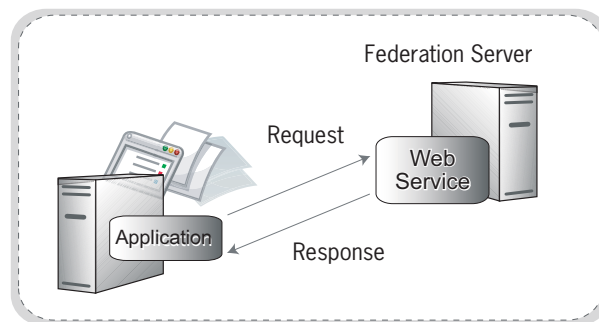 Federation Server
Request
Web
Service
Application
Response